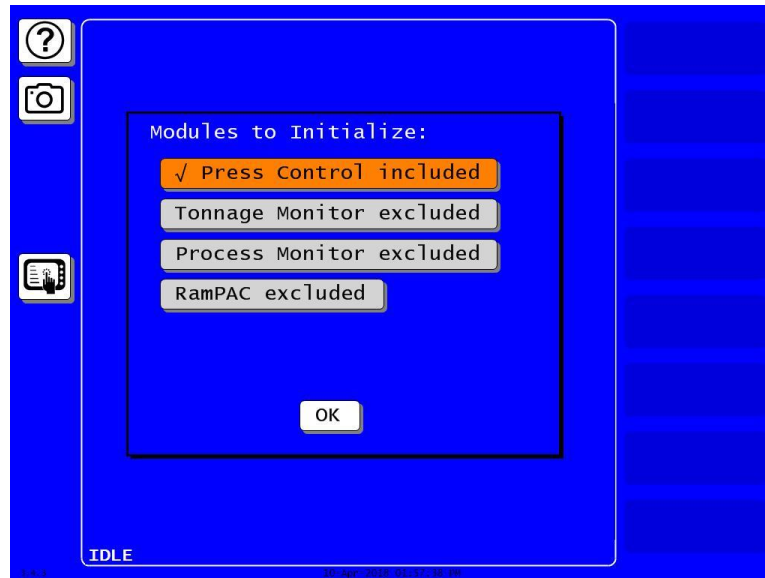 ?
Modules to Initialize:
√ Press Control included
Tonnage Monitor excluded
Process Monitor excluded
RamPAC excluded
OK
IDLE